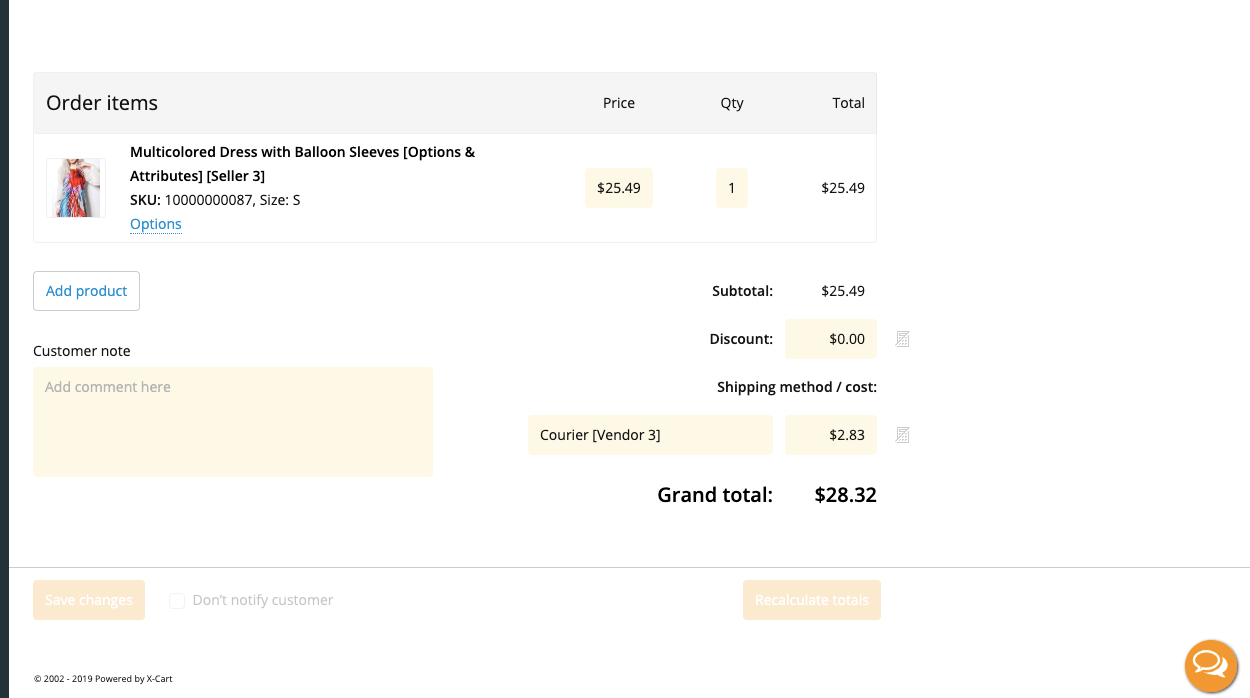 Order items Price Qty Total
Multicolored Dress with Balloon Sleeves [Options &
Attributes] [Seller 3]
SKU: 10000000087, Size: S
$25.49 1 $25.49
Options
Add product
Subtotal: $25.49
Discount: $0.00
Customer note
Add comment here
Shipping method / cost:
Courier [Vendor 3] $2.83
Grand total: $28.32
Save changes Don't notify customer Recalculate totals
© 2002 - 2019 Powered by X-Cart